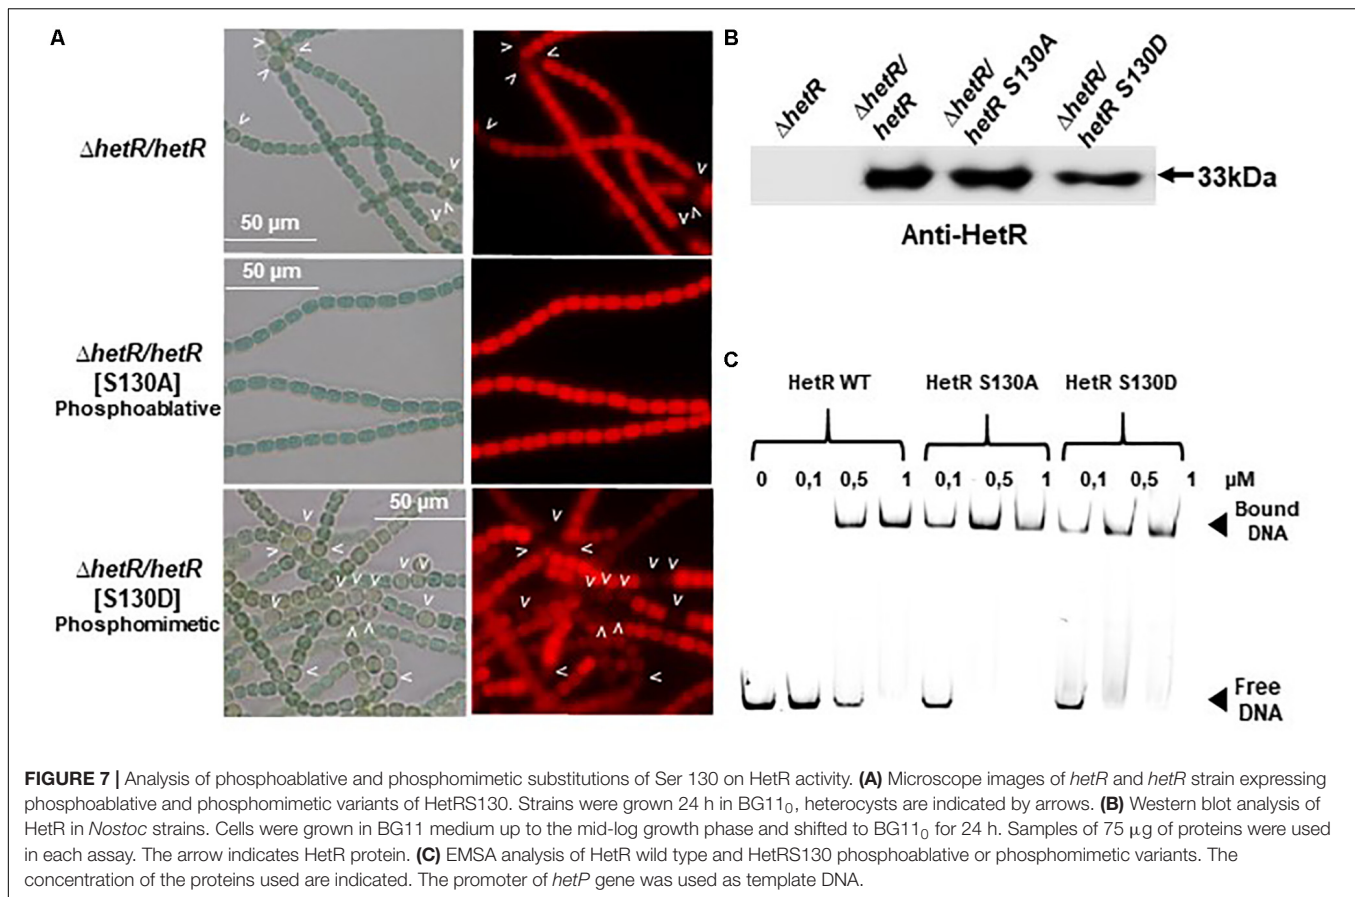 A
ΔhetR/hetR
50 µm
50 µm
ΔhetR/hetR
[S130A]
Phosphoablative
50 µm
ΔhetR/hetR
[S130D]
Phosphomimetic
B
ΔhetR
ΔhetR/
hetR
ΔhetR/
hetR S130A
ΔhetR/
hetR S130D
33kDa
Anti-HetR
C
HetR WT HetR S130A HetR S130D
0 0,1 0,5 1 0,1 0,5 1 0,1 0,5 1 µM
Bound
DNA
Free
DNA
FIGURE 7 | Analysis of phosphoablative and phosphomimetic substitutions of Ser 130 on HetR activity. (A) Microscope images of hetR and hetR strain expressing
phosphoablative and phosphomimetic variants of HetRS130. Strains were grown 24 h in BG11₀, heterocysts are indicated by arrows. (B) Western blot analysis of
HetR in Nostoc strains. Cells were grown in BG11 medium up to the mid-log growth phase and shifted to BG11₀ for 24 h. Samples of 75 µg of proteins were used
in each assay. The arrow indicates HetR protein. (C) EMSA analysis of HetR wild type and HetRS130 phosphoablative or phosphomimetic variants. The
concentration of the proteins used are indicated. The promoter of hetP gene was used as template DNA.